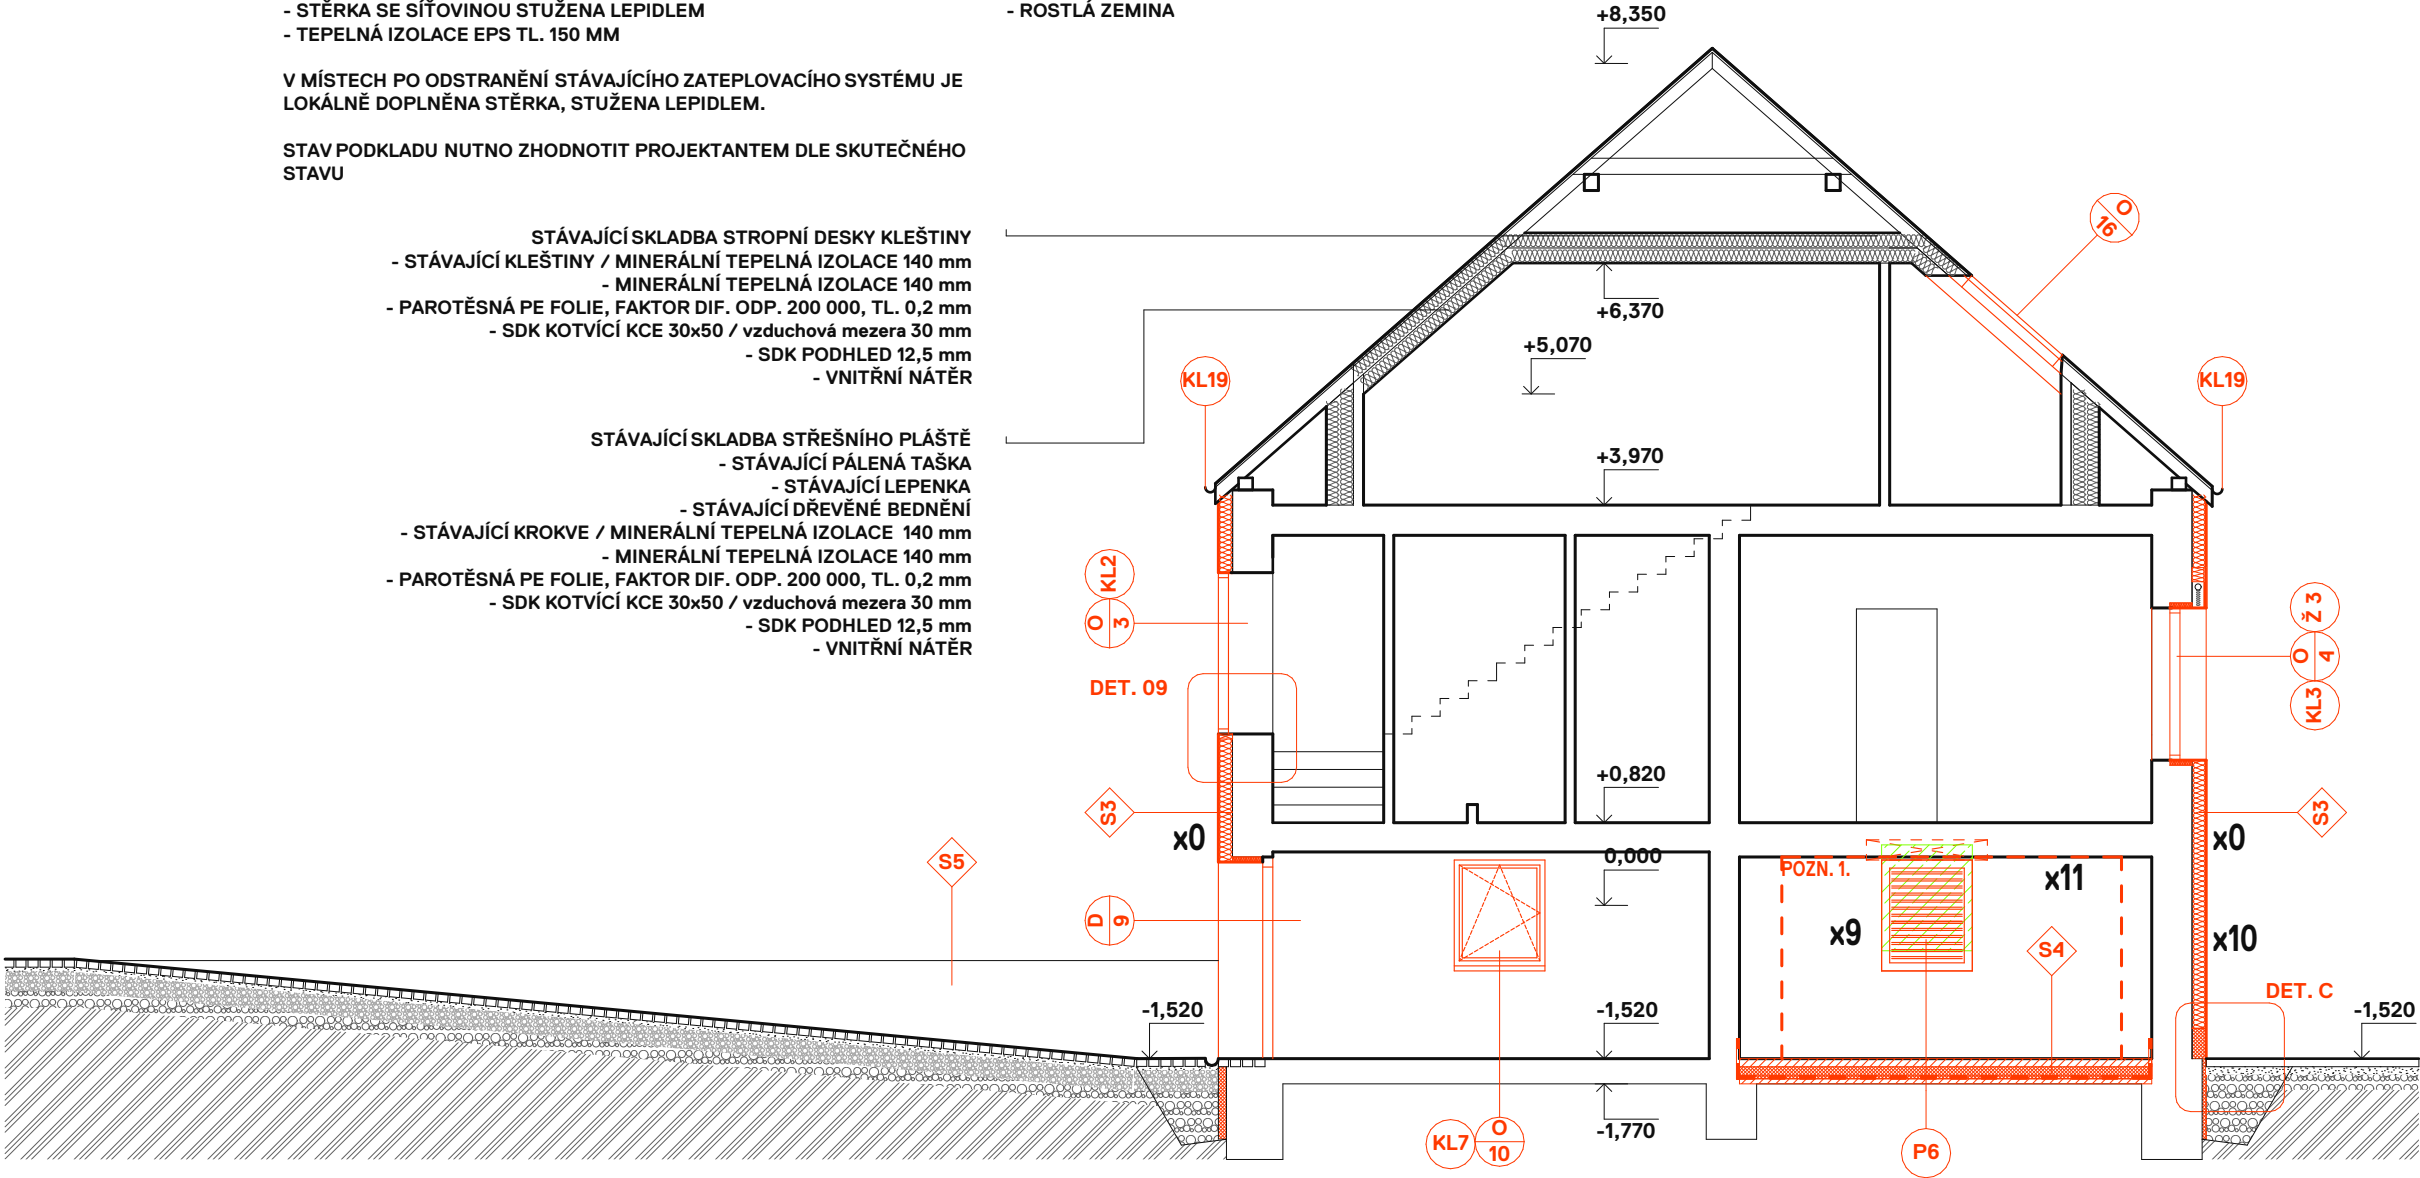 - STĚRKA SE SÍŤOVINOU STUŽENA LEPIDLEM
- TEPELNÁ IZOLACE EPS TL. 150 MM
V MÍSTECH PO ODSTRANĚNÍ STÁVAJÍCÍHO ZATEPLOVACÍHO SYSTÉMU JE
LOKÁLNĚ DOPLNĚNA STĚRKA, STUŽENA LEPIDLEM.
STAV PODKLADU NUTNO ZHODNOTIT PROJEKTANTEM DLE SKUTEČNÉHO
STAVU
- ROSTLÁ ZEMINA
STÁVAJÍCÍ SKLADBA STROPNÍ DESKY KLEŠTINY
- STÁVAJÍCÍ KLEŠTINY / MINERÁLNÍ TEPELNÁ IZOLACE 140 mm
- MINERÁLNÍ TEPELNÁ IZOLACE 140 mm
- PAROTĚSNÁ PE FOLIE, FAKTOR DIF. ODP. 200 000, TL. 0,2 mm
- SDK KOTVÍCÍ KCE 30x50 / vzduchová mezera 30 mm
- SDK PODHLED 12,5 mm
- VNITŘNÍ NÁTĚR
STÁVAJÍCÍ SKLADBA STŘEŠNÍHO PLÁŠTĚ
- STÁVAJÍCÍ PÁLENÁ TAŠKA
- STÁVAJÍCÍ LEPENKA
- STÁVAJÍCÍ DŘEVĚNÉ BEDNĚNÍ
- STÁVAJÍCÍ KROKVE / MINERÁLNÍ TEPELNÁ IZOLACE 140 mm
- MINERÁLNÍ TEPELNÁ IZOLACE 140 mm
- PAROTĚSNÁ PE FOLIE, FAKTOR DIF. ODP. 200 000, TL. 0,2 mm
- SDK KOTVÍCÍ KCE 30x50 / vzduchová mezera 30 mm
- SDK PODHLED 12,5 mm
- VNITŘNÍ NÁTĚR
+8,350
O
16
+6,370
+5,070
KL19
KL19
+3,970
KL2
O
3
Ž 3
O
4
KL3
DET. 09
+0,820
S3
S3
x0
x0
S5
0,000
POZN. 1.
x11
D
9
x9
x10
S4
DET. C
-1,520
-1,520
-1,520
-1,770
KL7
O
10
P6